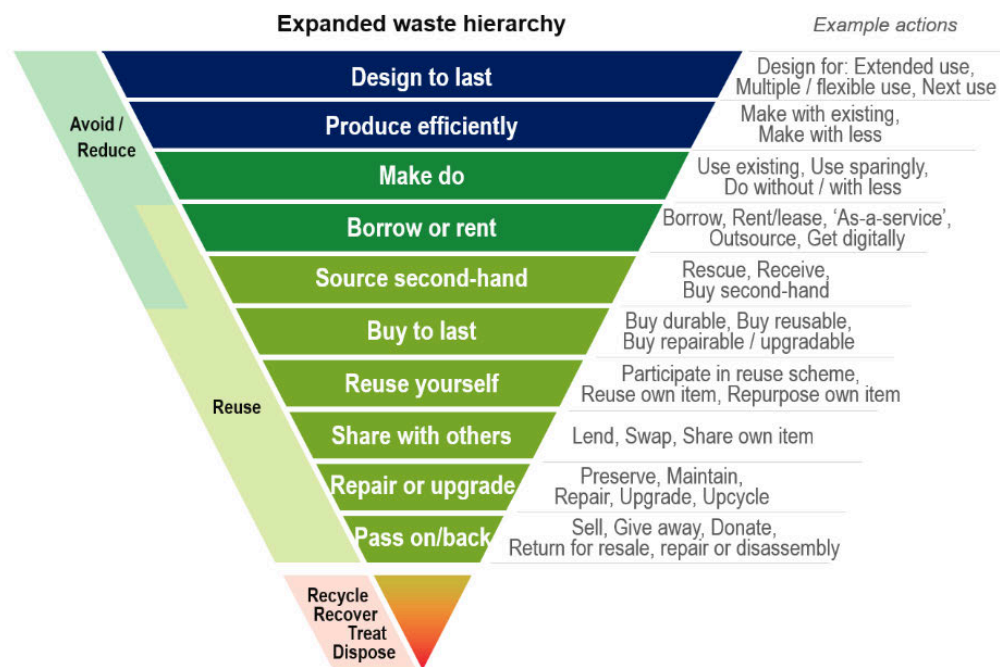 Expanded waste hierarchy
Example actions
Avoid /
Reduce
Design to last
Design for: Extended use,
Multiple / flexible use, Next use
Produce efficiently
Make with existing,
Make with less
Make do
Use existing, Use sparingly,
Do without / with less
Borrow or rent
Borrow, Rent/lease, ‘As-a-service’,
Outsource, Get digitally
Source second-hand
Rescue, Receive,
Buy second-hand
Buy to last
Buy durable, Buy reusable,
Buy repairable / upgradable
Reuse
Reuse yourself
Participate in reuse scheme,
Reuse own item, Repurpose own item
Share with others
Lend, Swap, Share own item
Repair or upgrade
Preserve, Maintain,
Repair, Upgrade, Upcycle
Pass on/back
Sell, Give away, Donate,
Return for resale, repair or disassembly
Recycle
Recover
Treat
Dispose